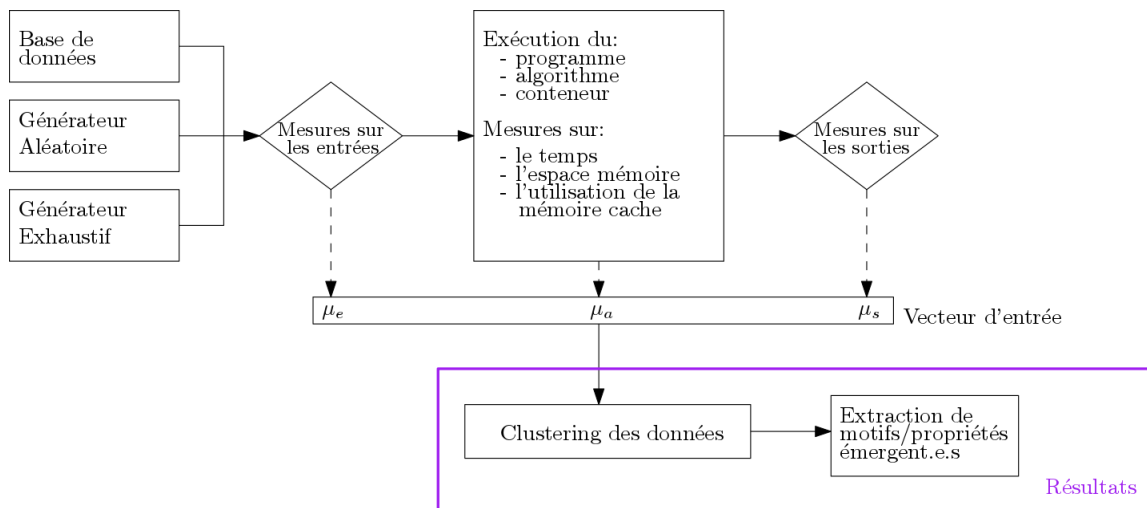 Base de
données
Générateur
Aléatoire
Générateur
Exhaustif
Mesures sur
les entrées
Exécution du:
- programme
- algorithme
- conteneur
Mesures sur:
- le temps
- l'espace mémoire
- l'utilisation de la
mémoire cache
Mesures sur
les sorties
μe
μa
μs
Vecteur d'entrée
Clustering des données
Extraction de
motifs/propriétés
émergent.e.s
Résultats